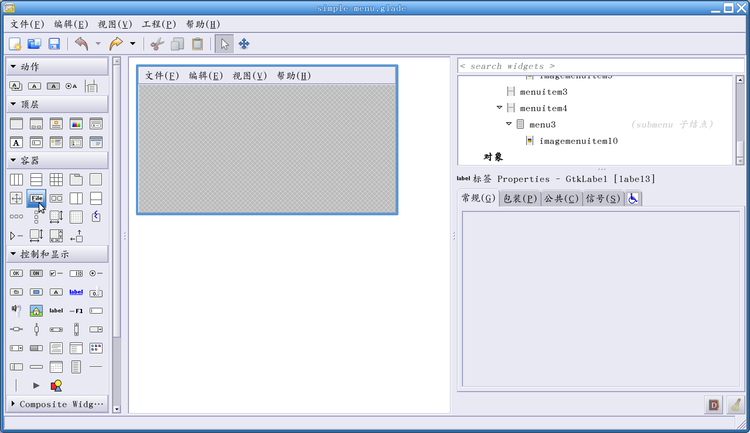 simple_menu.glade
文件(F) 编辑(E) 视图(V) 工程(P) 帮助(H)
动作
OK
顶层
容器
File
控制和显示
OK ON
label
label F1
Composite Widg...
文件(F) 编辑(E) 视图(V) 帮助(H)
< search widgets >
imagemenuitem5
menuitem3
menuitem4
menu3 (submenu 子结点)
imagemenuitem10
对象
label 标签 Properties - GtkLabel [label3]
常规(G) 包装(P) 公共(C) 信号(S)